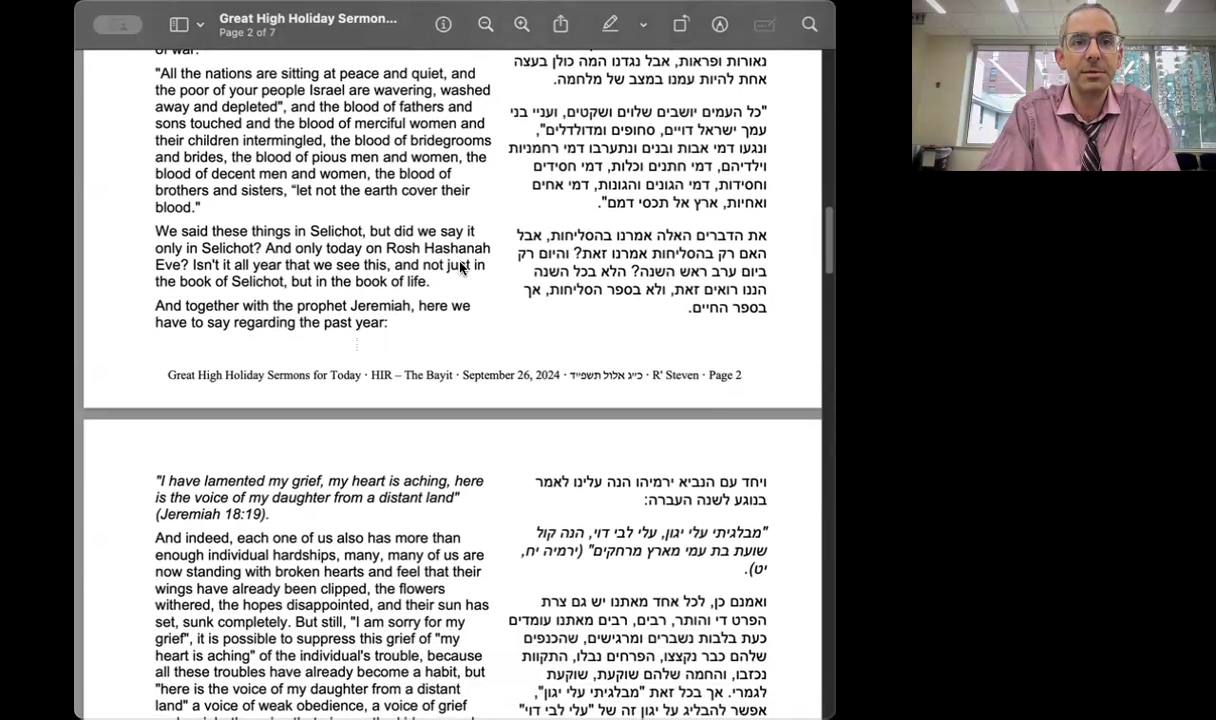 Great High Holiday Sermon...
Page 2 of 7
of war.
"All the nations are sitting at peace and quiet, and
the poor of your people Israel are wavering, washed
away and depleted", and the blood of fathers and
sons touched and the blood of merciful women and
their children intermingled, the blood of bridegrooms
and brides, the blood of pious men and women, the
blood of decent men and women, the blood of
brothers and sisters, “let not the earth cover their
blood."
We said these things in Selichot, but did we say it
only in Selichot? And only today on Rosh Hashanah
Eve? Isn't it all year that we see this, and not just in
the book of Selichot, but in the book of life.
And together with the prophet Jeremiah, here we
have to say regarding the past year:
נאורות ופראות, אבל נגדנו המה כולן בעצה
אחת להיות עמנו במצב של מלחמה.
"כל העמים יושבים שלוים ושקטים, ועניי בני
עמך ישראל דויים, סחופים ומדולדלים",
ונגעו דמי אבות ובנים ונתערבו דמי רחמניות
וילדיהם, דמי חתנים וכלות, דמי חסידים
וחסידות, דמי הגונים והגונות, דמי אחים
ואחיות, ארץ אל תכסי דמם".
את הדברים האלה אמרנו בהסליחות, אבל
האם רק בהסליחות אמרנו זאת? והיום רק
ביום ערב ראש השנה? הלא בכל השנה
הננו רואים זאת, ולא בספר הסליחות, אך
בספר החיים.
Great High Holiday Sermons for Today · HIR – The Bayit · September 26, 2024 · כ״ג אלול תשפ״ד · R' Steven · Page 2
"I have lamented my grief, my heart is aching, here
is the voice of my daughter from a distant land"
(Jeremiah 18:19).
And indeed, each one of us also has more than
enough individual hardships, many, many of us are
now standing with broken hearts and feel that their
wings have already been clipped, the flowers
withered, the hopes disappointed, and their sun has
set, sunk completely. But still, "I am sorry for my
grief", it is possible to suppress this grief of "my
heart is aching" of the individual's trouble, because
all these troubles have already become a habit, but
"here is the voice of my daughter from a distant
land" a voice of weak obedience, a voice of grief
ויחד עם הנביא ירמיהו הנה עלינו לאמר
בנוגע לשנה העברה:
"מבלגיתי עלי יגון, עלי לבי דוי, הנה קול
שועת בת עמי מארץ מרחקים" (ירמיה יח,
יט).
ואמנם כן, לכל אחד מאתנו יש גם צרת
הפרט די והותר, רבים, רבים מאתנו עומדים
כעת בלבות נשברים ומרגישים, שהכנפים
שלהם כבר נקצצו, הפרחים נבלו, התקוות
נכזבו, והחמה שלהם שוקעת, שוקעת
לגמרי. אך בכל זאת "מבלגיתי עלי יגון",
אפשר להבליג על יגון זה של "עלי לבי דוי"